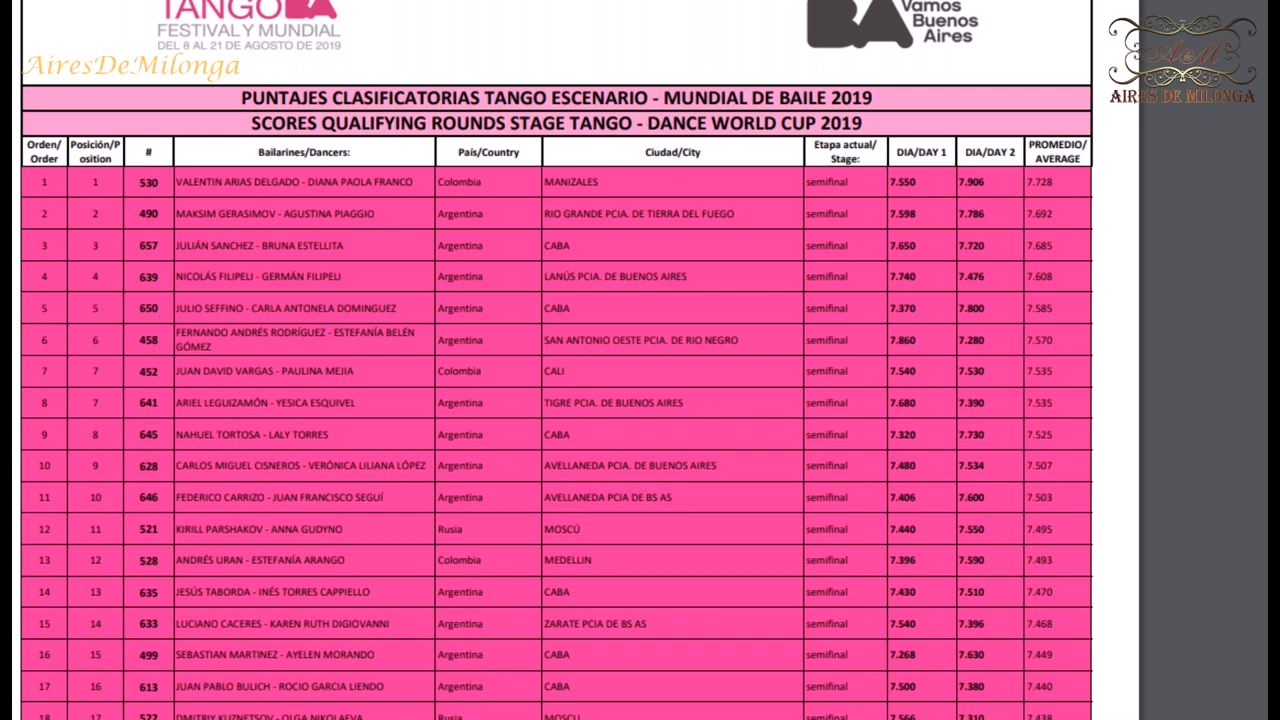 TANGO BA
FESTIVAL Y MUNDIAL
DEL 8 AL 21 DE AGOSTO DE 2019
BA Vamos
Buenos
Aires
AiresDeMilonga
AM
AIRES DE MILONGA
PUNTAJES CLASIFICATORIAS TANGO ESCENARIO - MUNDIAL DE BAILE 2019
SCORES QUALIFYING ROUNDS STAGE TANGO - DANCE WORLD CUP 2019
Orden/ Order Posición/P osition # Bailarines/Dancers: País/Country Ciudad/City Etapa actual/ Stage: DIA/DAY 1 DIA/DAY 2 PROMEDIO/ AVERAGE
1 1 530 VALENTIN ARIAS DELGADO - DIANA PAOLA FRANCO Colombia MANIZALES semifinal 7.550 7.906 7.728
2 2 490 MAKSIM GERASIMOV - AGUSTINA PIAGGIO Argentina RIO GRANDE PCIA. DE TIERRA DEL FUEGO semifinal 7.598 7.786 7.692
3 3 657 JULIÁN SANCHEZ - BRUNA ESTELLITA Argentina CABA semifinal 7.650 7.720 7.685
4 4 639 NICOLÁS FILIPELI - GERMÁN FILIPELI Argentina LANÚS PCIA. DE BUENOS AIRES semifinal 7.740 7.476 7.608
5 5 650 JULIO SEFFINO - CARLA ANTONELA DOMINGUEZ Argentina CABA semifinal 7.370 7.800 7.585
6 6 458 FERNANDO ANDRÉS RODRÍGUEZ - ESTEFANÍA BELÉN GÓMEZ Argentina SAN ANTONIO OESTE PCIA. DE RIO NEGRO semifinal 7.860 7.280 7.570
7 7 452 JUAN DAVID VARGAS - PAULINA MEJIA Colombia CALI semifinal 7.540 7.530 7.535
8 7 641 ARIEL LEGUIZAMÓN - YESICA ESQUIVEL Argentina TIGRE PCIA. DE BUENOS AIRES semifinal 7.680 7.390 7.535
9 8 645 NAHUEL TORTOSA - LALY TORRES Argentina CABA semifinal 7.320 7.730 7.525
10 9 628 CARLOS MIGUEL CISNEROS - VERÓNICA LILIANA LÓPEZ Argentina AVELLANEDA PCIA. DE BUENOS AIRES semifinal 7.480 7.534 7.507
11 10 646 FEDERICO CARRIZO - JUAN FRANCISCO SEGUÍ Argentina AVELLANEDA PCIA DE BS AS semifinal 7.406 7.600 7.503
12 11 521 KIRILL PARSHAKOV - ANNA GUDYNO Rusia MOSCÚ semifinal 7.440 7.550 7.495
13 12 528 ANDRÉS URAN - ESTEFANÍA ARANGO Colombia MEDELLIN semifinal 7.396 7.590 7.493
14 13 635 JESÚS TABORDA - INÉS TORRES CAPPIELLO Argentina CABA semifinal 7.430 7.510 7.470
15 14 633 LUCIANO CACERES - KAREN RUTH DIGIOVANNI Argentina ZARATE PCIA DE BS AS semifinal 7.540 7.396 7.468
16 15 499 SEBASTIAN MARTINEZ - AYELEN MORANDO Argentina CABA semifinal 7.268 7.630 7.449
17 16 613 JUAN PABLO BULICH - ROCIO GARCIA LIENDO Argentina CABA semifinal 7.500 7.380 7.440
18 17 522 DMITRIY KUZNETSOV - OLGA NIKOLAEVA Rusia MOSCU semifinal 7.566 7.310 7.438